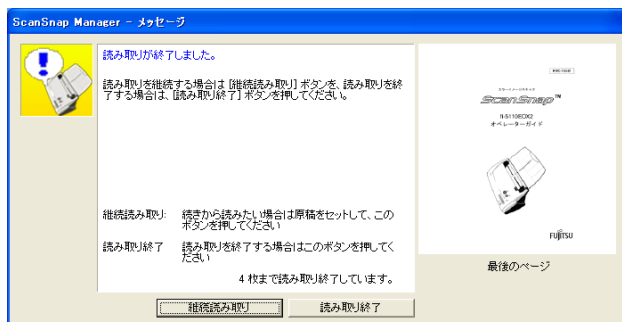 ScanSnap Manager - メッセージ
読み取りが終了しました。
読み取りを継続する場合は [継続読み取り] ボタンを、読み取りを終
了する場合は、[読み取り終了] ボタンを押してください。
継続読み取り: 続きから読みたい場合は原稿をセットして、この
ボタンを押してください
読み取り終了 読み取りを終了する場合はこのボタンを押してく
ださい
4 枚まで読み取り終了しています。
継続読み取り
読み取り終了
ScanSnap™
fi-5110EOX2
オペレーターガイド
FUJITSU
最後のページ